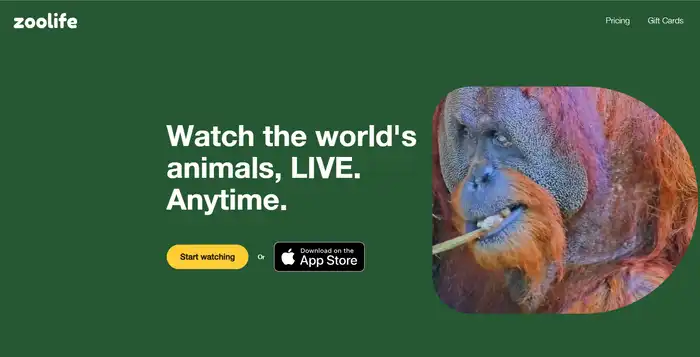 zoolife
Pricing
Gift Cards
Watch the world's
animals, LIVE.
Anytime.
Start watching
Or
Download on the
App Store